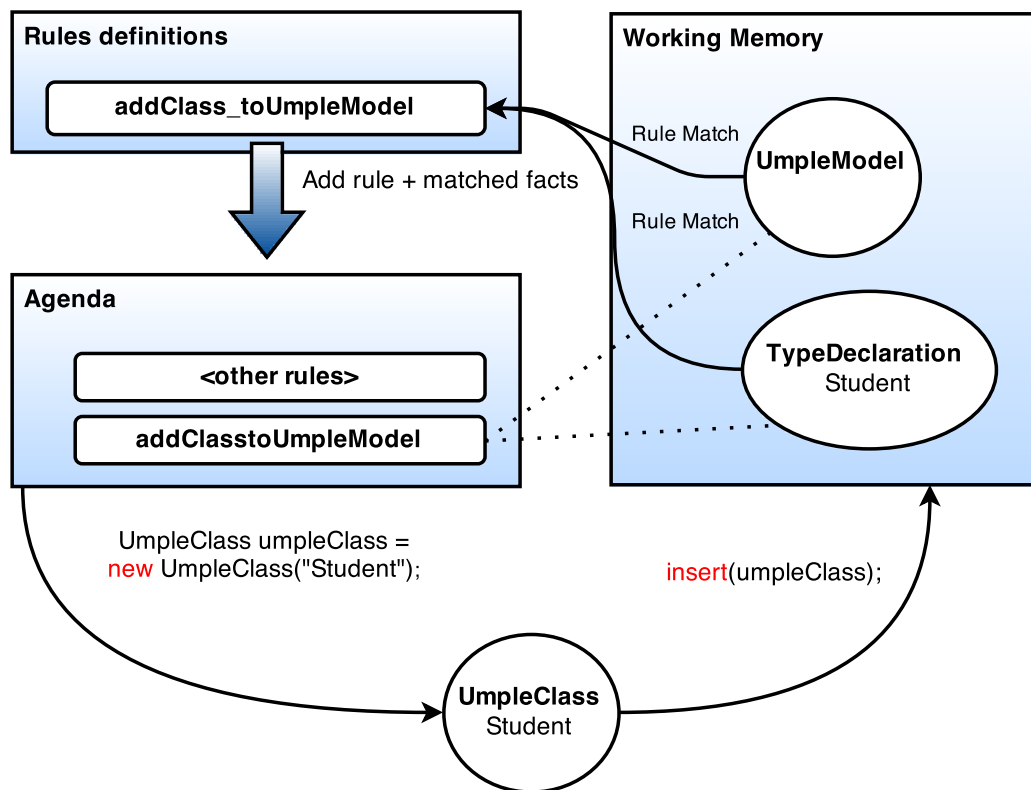 Rules definitions
addClass_toUmpleModel
Add rule + matched facts
Working Memory
Rule Match
UmpleModel
Rule Match
TypeDeclaration
Student
Agenda
<other rules>
addClasstoUmpleModel
UmpleClass umpleClass =
new UmpleClass("Student");
insert(umpleClass);
UmpleClass
Student